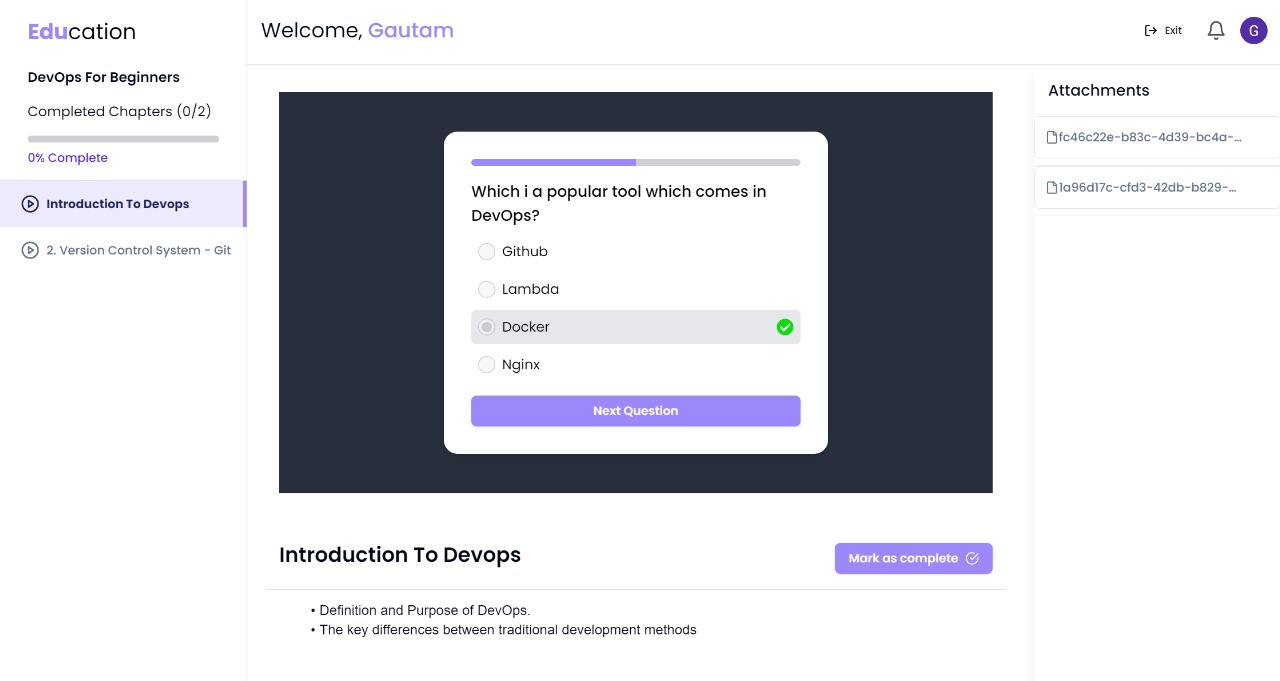 Education
DevOps For Beginners
Completed Chapters (0/2)
0% Complete
Introduction To Devops
2. Version Control System - Git
Welcome, Gautam
Exit
G
Which i a popular tool which comes in
DevOps?
Github
Lambda
Docker
Nginx
Next Question
Introduction To Devops
Mark as complete
• Definition and Purpose of DevOps.
• The key differences between traditional development methods
Attachments
fc46c22e-b83c-4d39-bc4a-...
1a96d17c-cfd3-42db-b829-...